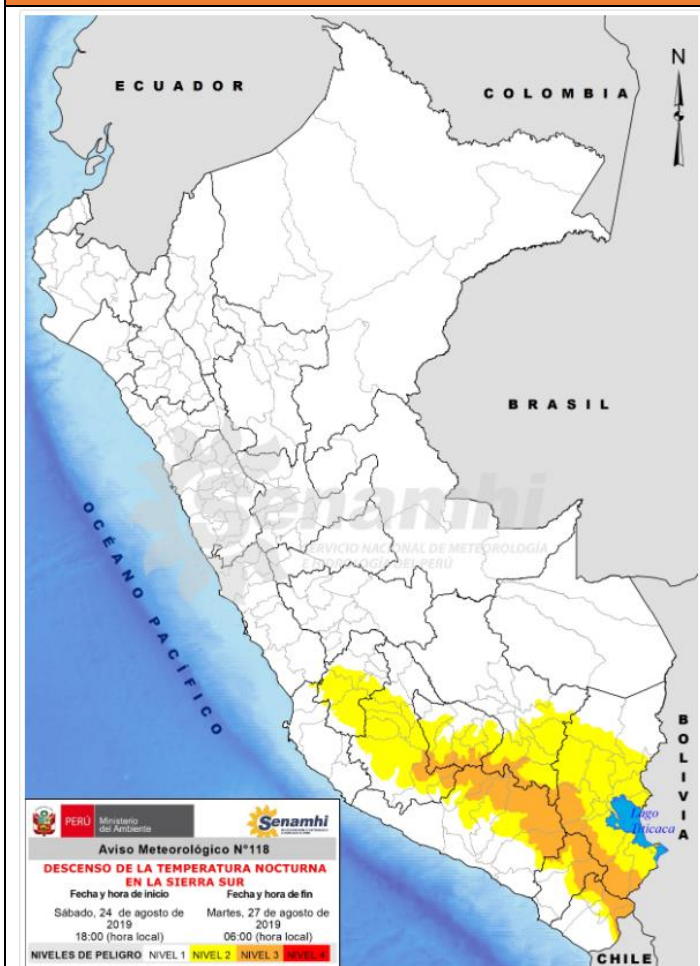 ECUADOR
COLOMBIA
N
BRASIL
OCÉANO PACÍFICO
Senamhi
SERVICIO NACIONAL DE METEOROLOGÍA
E HIDROLOGÍA DEL PERÚ
BOLIVIA
Lago
Titicaca
CHILE
PERÚ Ministerio
del Ambiente
Senamhi
Aviso Meteorológico N°118
DESCENSO DE LA TEMPERATURA NOCTURNA
EN LA SIERRA SUR
Fecha y hora de inicio Fecha y hora de fin
Sábado, 24 de agosto de Martes, 27 de agosto de
2019 2019
18:00 (hora local) 06:00 (hora local)
NIVELES DE PELIGRO NIVEL 1 NIVEL 2 NIVEL 3 NIVEL 4